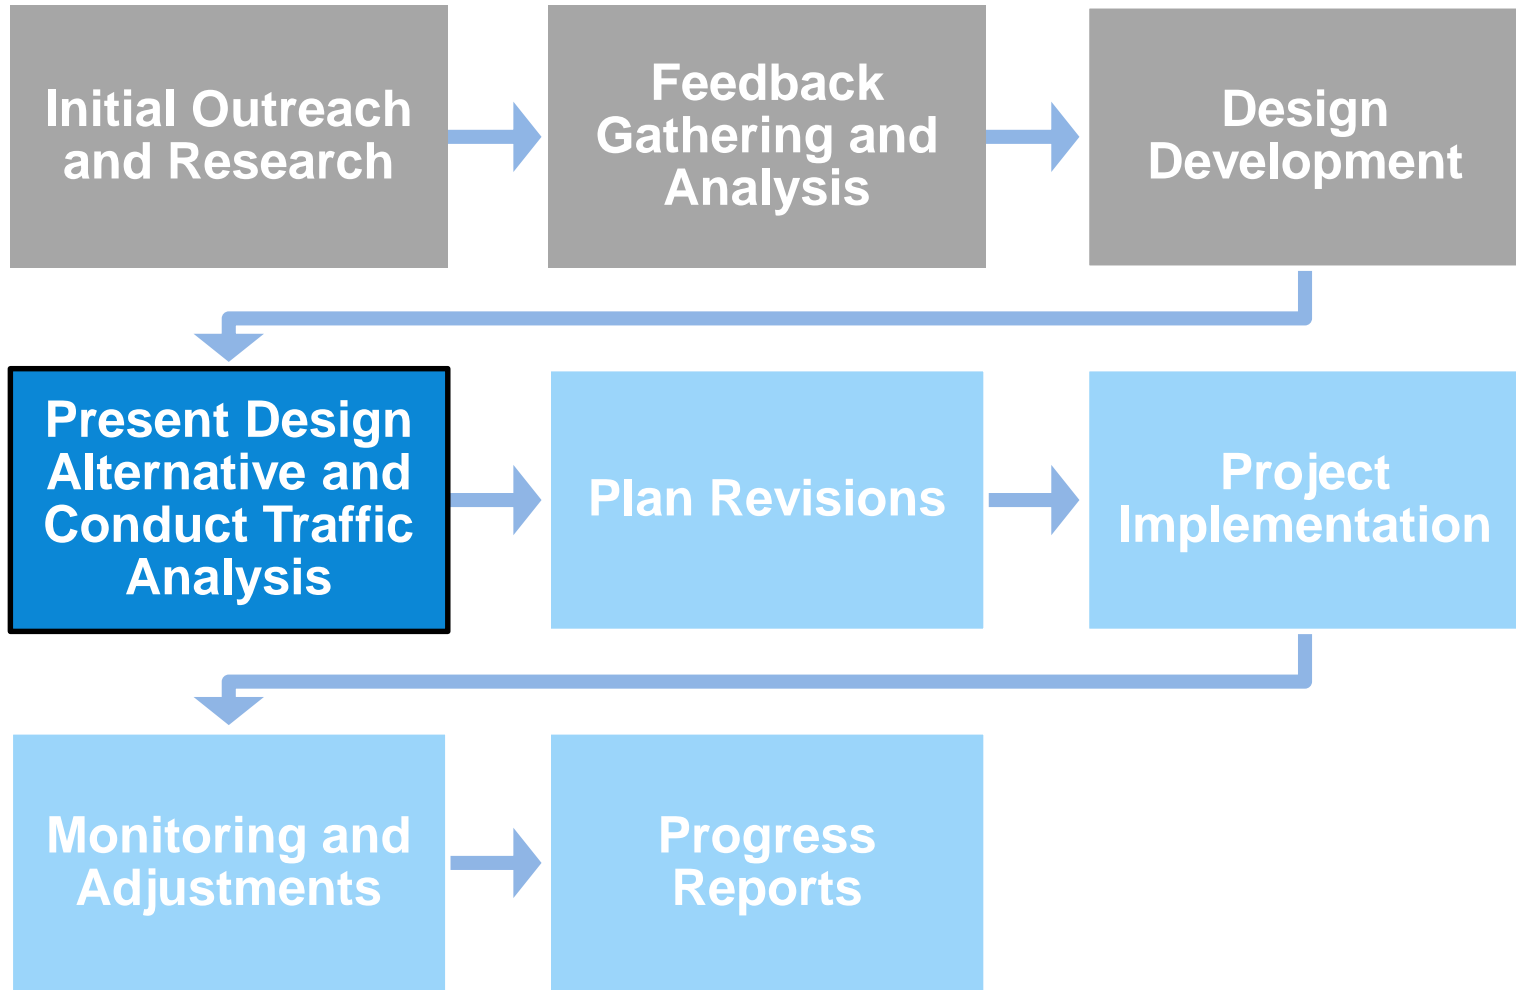 Initial Outreach
and Research
Feedback
Gathering and
Analysis
Design
Development
Present Design
Alternative and
Conduct Traffic
Analysis
Plan Revisions
Project
Implementation
Monitoring and
Adjustments
Progress
Reports